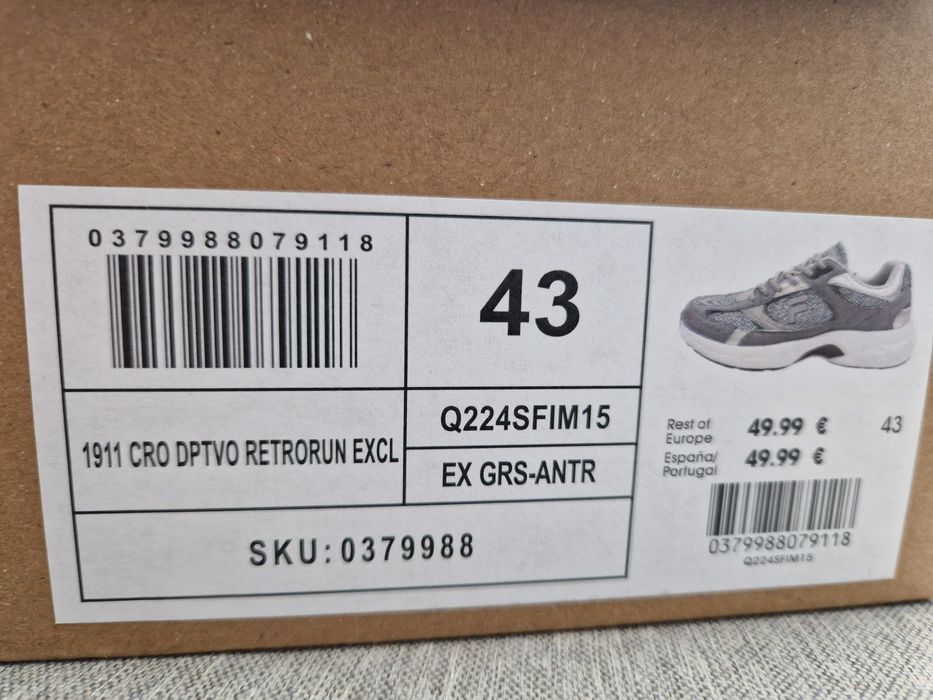 0379988079118
43
1911 CRO DPTVO RETRORUN EXCL
Q224SFIM15
EX GRS-ANTR
SKU:0379988
Rest of
Europe
49.99 €
43
España/
Portugal
49.99 €
0379988079118
Q224SFIM15